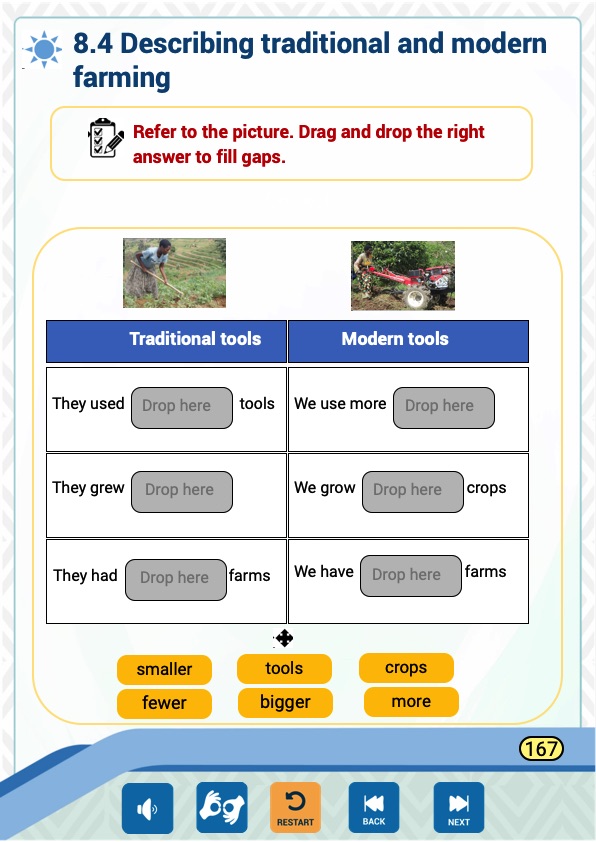 8.4 Describing traditional and modern
farming
Refer to the picture. Drag and drop the right
answer to fill gaps.
Traditional tools Modern tools
They used Drop here tools We use more Drop here
They grew Drop here We grow Drop here crops
They had Drop here farms We have Drop here farms
smaller tools crops
fewer bigger more
167
RESTART BACK NEXT